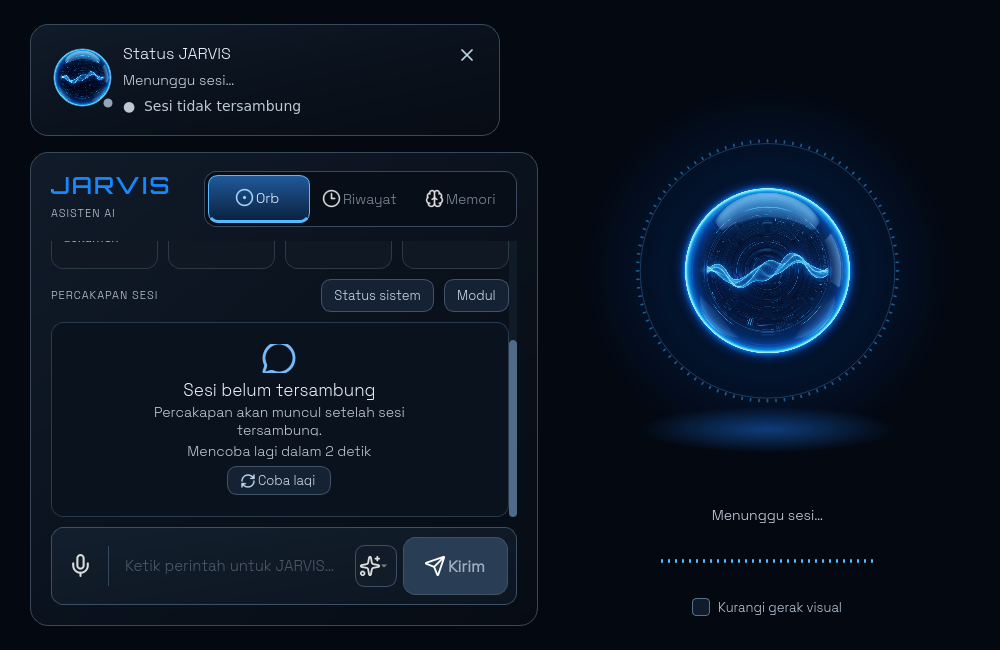 Status JARVIS
Menunggu sesi...
Sesi tidak tersambung
JARVIS
ASISTEN AI
Orb
Riwayat
Memori
PERCAKAPAN SESI
Status sistem
Modul
Sesi belum tersambung
Percakapan akan muncul setelah sesi
tersambung.
Mencoba lagi dalam 2 detik
Coba lagi
Ketik perintah untuk JARVIS...
Kirim
Menunggu sesi...
Kurangi gerak visual